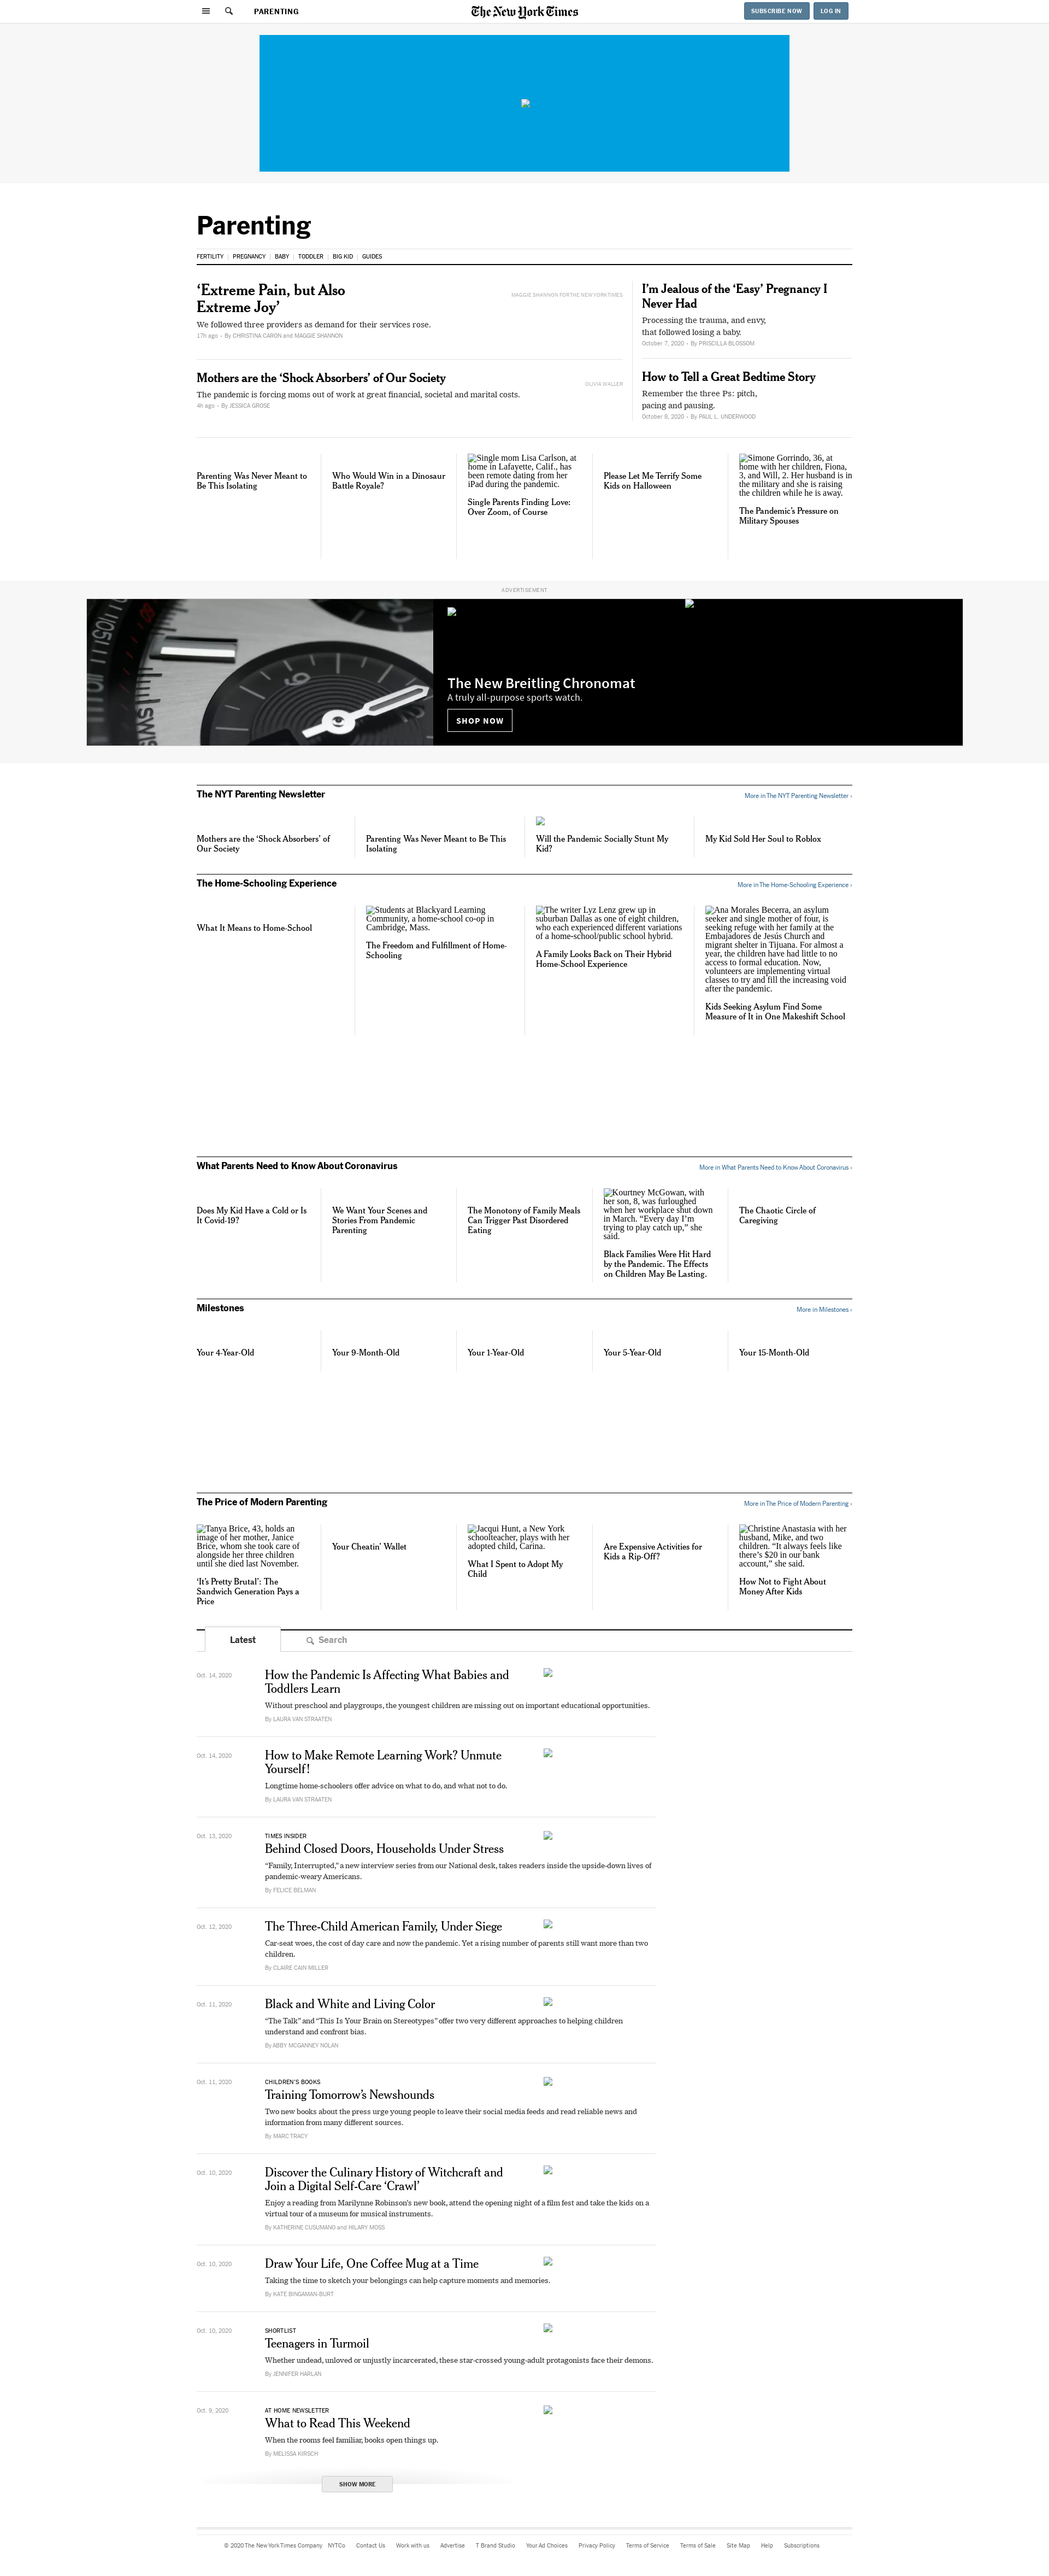 PARENTING
The New York Times
SUBSCRIBE NOW
LOG IN
Parenting
FERTILITY
PREGNANCY
BABY
TODDLER
BIG KID
GUIDES
‘Extreme Pain, but Also
Extreme Joy’
We followed three providers as demand for their services rose.
17h ago • By CHRISTINA CARON and MAGGIE SHANNON
MAGGIE SHANNON FOR THE NEW YORK TIMES
Mothers are the ‘Shock Absorbers’ of Our Society
The pandemic is forcing moms out of work at great financial, societal and marital costs.
4h ago • By JESSICA GROSE
OLIVIA WALLER
I’m Jealous of the ‘Easy’ Pregnancy I
Never Had
Processing the trauma, and envy,
that followed losing a baby.
October 7, 2020 • By PRISCILLA BLOSSOM
How to Tell a Great Bedtime Story
Remember the three Ps: pitch,
pacing and pausing.
October 8, 2020 • By PAUL L. UNDERWOOD
Parenting Was Never Meant to
Be This Isolating
Who Would Win in a Dinosaur
Battle Royale?
Single mom Lisa Carlson, at
home in Lafayette, Calif., has
been remote dating from her
iPad during the pandemic.
Single Parents Finding Love:
Over Zoom, of Course
Please Let Me Terrify Some
Kids on Halloween
Simone Gorrindo, 36, at
home with her children, Fiona,
3, and Will, 2. Her husband is in
the military and she is raising
the children while he is away.
The Pandemic’s Pressure on
Military Spouses
ADVERTISEMENT
SWISS
The New Breitling Chronomat
A truly all-purpose sports watch.
SHOP NOW
The NYT Parenting Newsletter
More in The NYT Parenting Newsletter ›
Mothers are the ‘Shock Absorbers’ of
Our Society
Parenting Was Never Meant to Be This
Isolating
Will the Pandemic Socially Stunt My
Kid?
My Kid Sold Her Soul to Roblox
The Home-Schooling Experience
More in The Home-Schooling Experience ›
What It Means to Home-School
Students at Blackyard Learning
Community, a home-school co-op in
Cambridge, Mass.
The Freedom and Fulfillment of Home-
Schooling
The writer Lyz Lenz grew up in
suburban Dallas as one of eight children,
who each experienced different variations
of a home-school/public school hybrid.
A Family Looks Back on Their Hybrid
Home-School Experience
Ana Morales Becerra, an asylum
seeker and single mother of four, is
seeking refuge with her family at the
Embajadores de Jesús Church and
migrant shelter in Tijuana. For almost a
year, the children have had little to no
access to formal education. Now,
volunteers are implementing virtual
classes to try and fill the increasing void
after the pandemic.
Kids Seeking Asylum Find Some
Measure of It in One Makeshift School
What Parents Need to Know About Coronavirus
More in What Parents Need to Know About Coronavirus ›
Does My Kid Have a Cold or Is
It Covid-19?
We Want Your Scenes and
Stories From Pandemic
Parenting
The Monotony of Family Meals
Can Trigger Past Disordered
Eating
Kourtney McGowan, with
her son, 8, was furloughed
when her workplace shut down
in March. “Every day I’m
trying to play catch up,” she
said.
Black Families Were Hit Hard
by the Pandemic. The Effects
on Children May Be Lasting.
The Chaotic Circle of
Caregiving
Milestones
More in Milestones ›
Your 4-Year-Old
Your 9-Month-Old
Your 1-Year-Old
Your 5-Year-Old
Your 15-Month-Old
The Price of Modern Parenting
More in The Price of Modern Parenting ›
Tanya Brice, 43, holds an
image of her mother, Janice
Brice, whom she took care of
alongside her three children
until she died last November.
‘It’s Pretty Brutal’: The
Sandwich Generation Pays a
Price
Your Cheatin’ Wallet
Jacqui Hunt, a New York
schoolteacher, plays with her
adopted child, Carina.
What I Spent to Adopt My
Child
Are Expensive Activities for
Kids a Rip-Off?
Christine Anastasia with her
husband, Mike, and two
children. “It always feels like
there’s $20 in our bank
account,” she said.
How Not to Fight About
Money After Kids
Latest
Search
Oct. 14, 2020
How the Pandemic Is Affecting What Babies and
Toddlers Learn
Without preschool and playgroups, the youngest children are missing out on important educational opportunities.
By LAURA VAN STRAATEN
Oct. 14, 2020
How to Make Remote Learning Work? Unmute
Yourself!
Longtime home-schoolers offer advice on what to do, and what not to do.
By LAURA VAN STRAATEN
Oct. 13, 2020
TIMES INSIDER
Behind Closed Doors, Households Under Stress
“Family, Interrupted,” a new interview series from our National desk, takes readers inside the upside-down lives of
pandemic-weary Americans.
By FELICE BELMAN
Oct. 12, 2020
The Three-Child American Family, Under Siege
Car-seat woes, the cost of day care and now the pandemic. Yet a rising number of parents still want more than two
children.
By CLAIRE CAIN MILLER
Oct. 11, 2020
Black and White and Living Color
“The Talk” and “This Is Your Brain on Stereotypes” offer two very different approaches to helping children
understand and confront bias.
By ABBY MCGANNEY NOLAN
Oct. 11, 2020
CHILDREN’S BOOKS
Training Tomorrow’s Newshounds
Two new books about the press urge young people to leave their social media feeds and read reliable news and
information from many different sources.
By MARC TRACY
Oct. 10, 2020
Discover the Culinary History of Witchcraft and
Join a Digital Self-Care ‘Crawl’
Enjoy a reading from Marilynne Robinson’s new book, attend the opening night of a film fest and take the kids on a
virtual tour of a museum for musical instruments.
By KATHERINE CUSUMANO and HILARY MOSS
Oct. 10, 2020
Draw Your Life, One Coffee Mug at a Time
Taking the time to sketch your belongings can help capture moments and memories.
By KATE BINGAMAN-BURT
Oct. 10, 2020
SHORTLIST
Teenagers in Turmoil
Whether undead, unloved or unjustly incarcerated, these star-crossed young-adult protagonists face their demons.
By JENNIFER HARLAN
Oct. 9, 2020
AT HOME NEWSLETTER
What to Read This Weekend
When the rooms feel familiar, books open things up.
By MELISSA KIRSCH
SHOW MORE
© 2020 The New York Times Company
NYTCo
Contact Us
Work with us
Advertise
T Brand Studio
Your Ad Choices
Privacy Policy
Terms of Service
Terms of Sale
Site Map
Help
Subscriptions